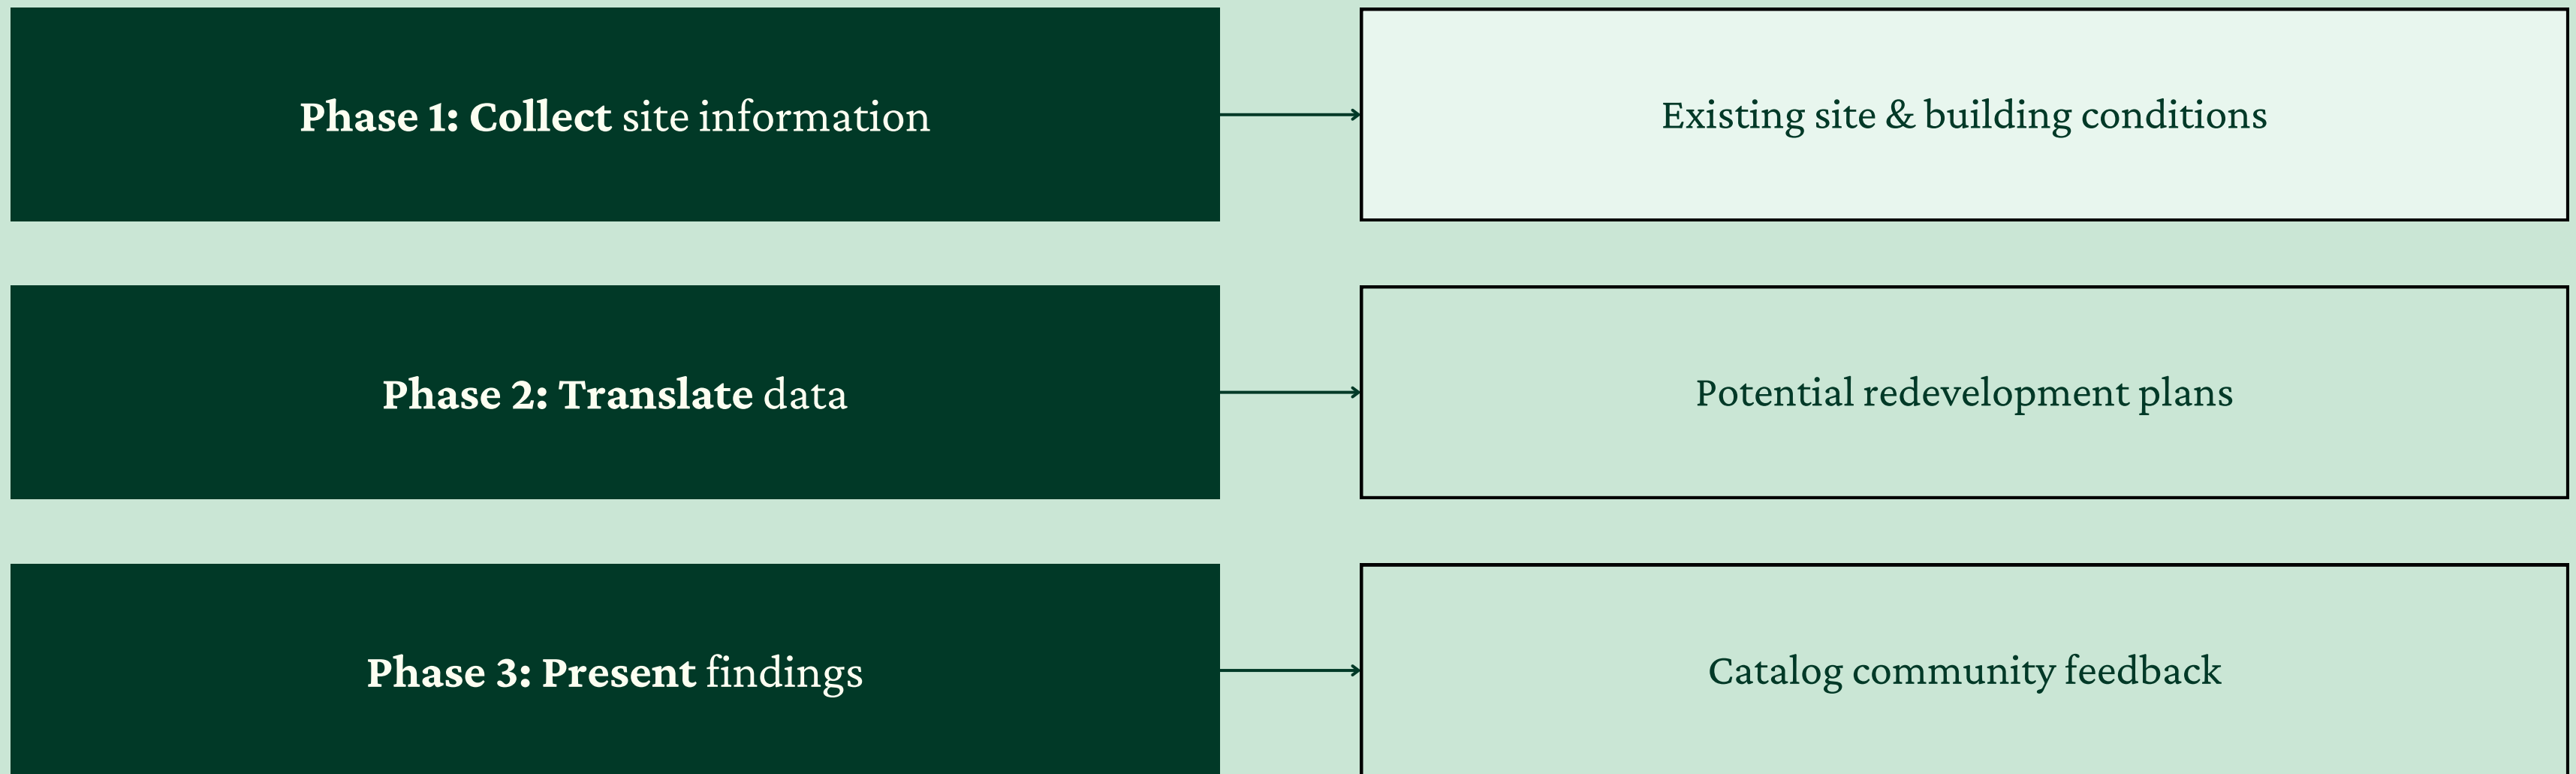 Phase 1: Collect site information
Existing site & building conditions
Phase 2: Translate data
Potential redevelopment plans
Phase 3: Present findings
Catalog community feedback